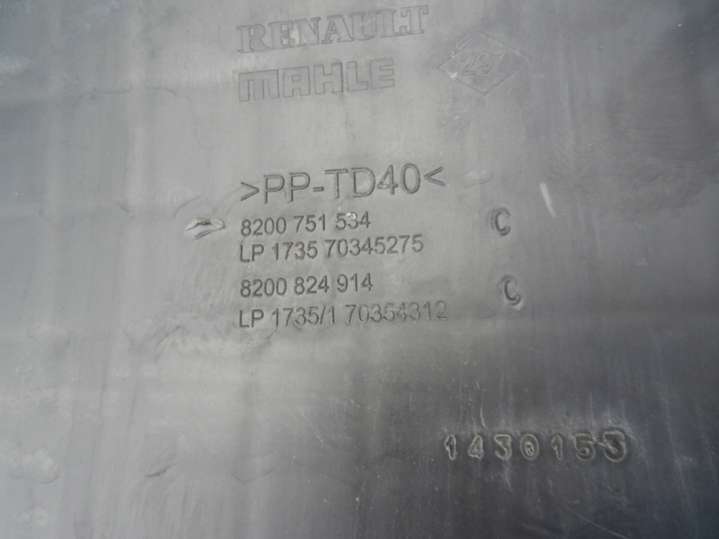 RENAULT
MAHLE
>PP-TD40<
8200 751 534 C
LP 1735 70345275
8200 824 914 C
LP 1735/1 70354312
1430153